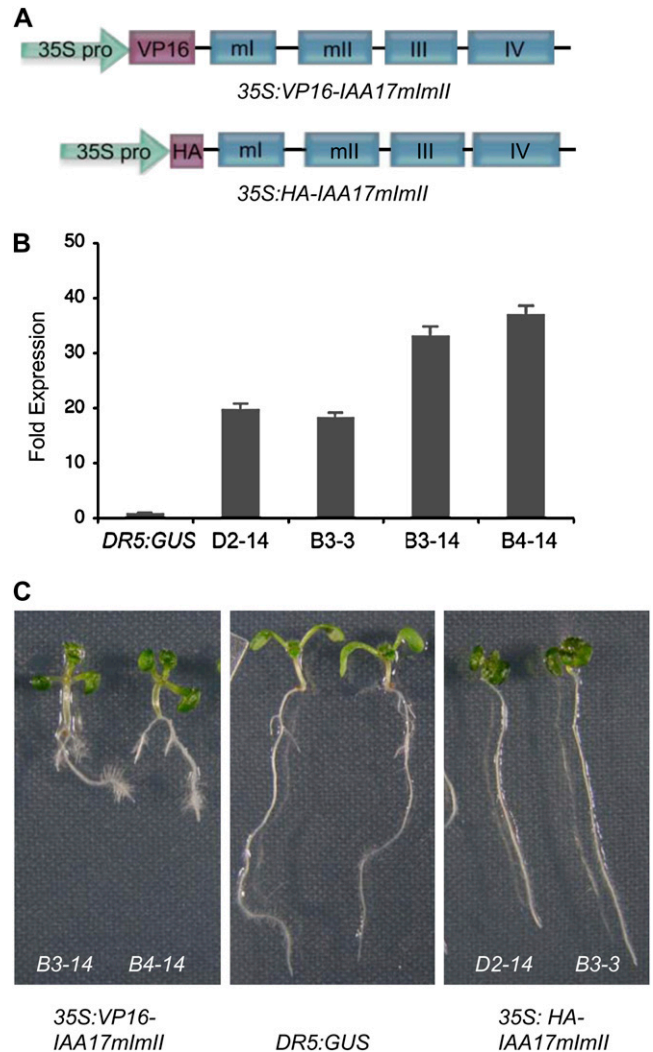 A
35S pro VP16 mI mII III IV
35S:VP16-IAA17mImII
35S pro HA mI mII III IV
35S:HA-IAA17mImII
B
Fold Expression
50
40
30
20
10
0
DR5:GUS D2-14 B3-3 B3-14 B4-14
C
B3-14 B4-14 D2-14 B3-3
35S:VP16-
IAA17mImII
DR5:GUS
35S: HA-
IAA17mImII